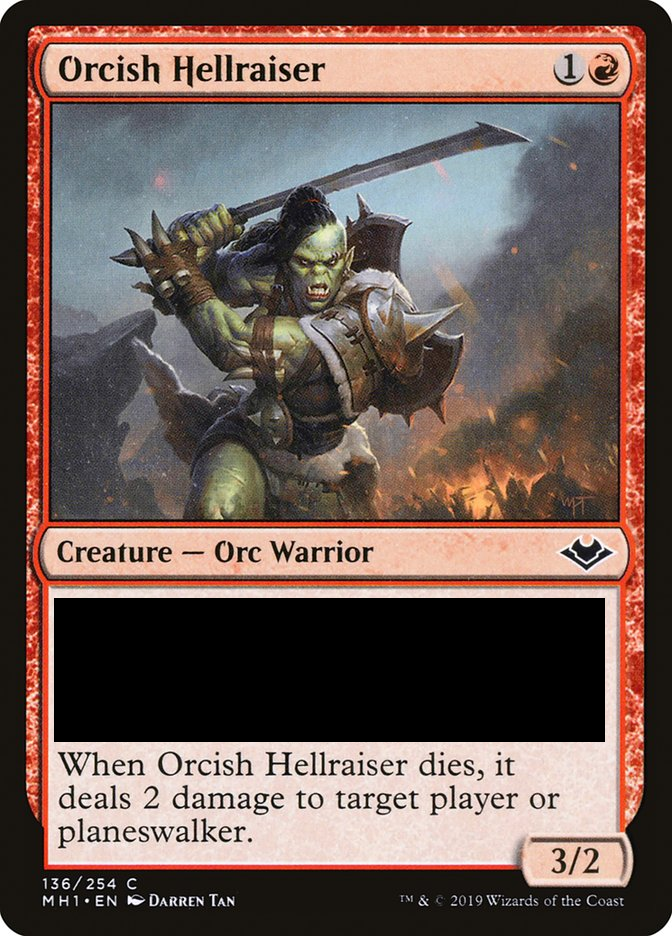 Orcish Hellraiser 1
Creature — Orc Warrior
When Orcish Hellraiser dies, it
deals 2 damage to target player or
planeswalker.
3/2
136/254 C
MH1 • EN Darren Tan
™ & © 2019 Wizards of the Coast